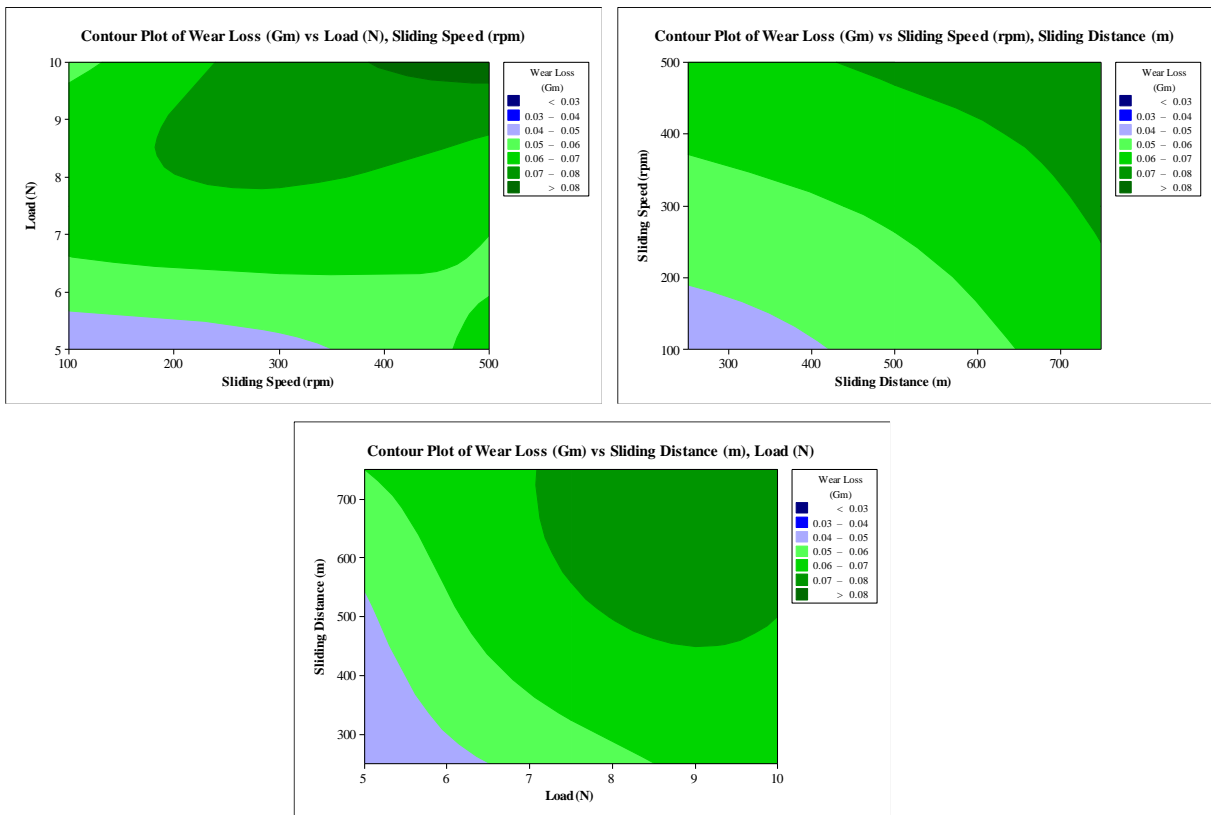 Contour Plot of Wear Loss (Gm) vs Load (N), Sliding Speed (rpm)
10
9
8
7
6
5
Load (N)
100 200 300 400 500
Sliding Speed (rpm)
Wear Loss
(Gm)
< 0.03
0.03 – 0.04
0.04 – 0.05
0.05 – 0.06
0.06 – 0.07
0.07 – 0.08
> 0.08
Contour Plot of Wear Loss (Gm) vs Sliding Speed (rpm), Sliding Distance (m)
500
400
300
200
100
Sliding Speed (rpm)
300 400 500 600 700
Sliding Distance (m)
Wear Loss
(Gm)
< 0.03
0.03 – 0.04
0.04 – 0.05
0.05 – 0.06
0.06 – 0.07
0.07 – 0.08
> 0.08
Contour Plot of Wear Loss (Gm) vs Sliding Distance (m), Load (N)
700
600
500
400
300
Sliding Distance (m)
5 6 7 8 9 10
Load (N)
Wear Loss
(Gm)
< 0.03
0.03 – 0.04
0.04 – 0.05
0.05 – 0.06
0.06 – 0.07
0.07 – 0.08
> 0.08